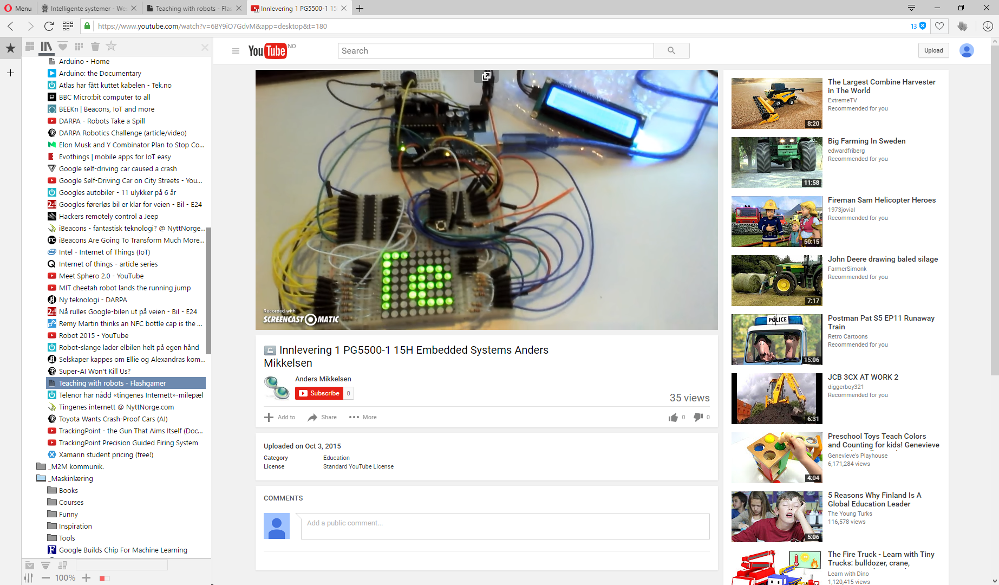 Menu
Intelligente systemer - We
Teaching with robots - Fla
Innlevering 1 PG5500-1 15
https://www.youtube.com/watch?v=6BY9iO7GdvM&app=desktop&t=180
13
Arduino - Home
Arduino: the Documentary
Atlas har fått kuttet kabelen - Tek.no
BBC Micro:bit computer to all
BEEKn | Beacons, IoT and more
DARPA - Robots Take a Spill
DARPA Robotics Challenge (article/video)
Elon Musk and Y Combinator Plan to Stop Co...
Evothings | mobile apps for IoT easy
Google self-driving car caused a crash
Google Self-Driving Car on City Streets - You...
Googles autobiler - 11 ulykker på 6 år
Googles førerløs bil er klar for veien - Bil - E24
Hackers remotely control a Jeep
iBeacons - fantastisk teknologi? @ NyttNorge...
iBeacons Are Going To Transform Much More...
Intel - Internet of Things (IoT)
Internet of things - article series
Meet Sphero 2.0 - YouTube
MIT cheetah robot lands the running jump
Ny teknologi - DARPA
Nå rulles Google-bilen ut på veien - Bil - E24
Remy Martin thinks an NFC bottle cap is the ...
Robot 2015 - YouTube
Robot-slange lader elbilen helt på egen hånd
Selskaper kappes om Ellie og Alexandras kom...
Super-AI Won't Kill Us?
Teaching with robots - Flashgamer
Telenor har nådd «tingenes Internett»-milepæl
Tingenes internett @ NyttNorge.com
Toyota Wants Crash-Proof Cars (AI)
TrackingPoint - the Gun That Aims Itself (Doc...
TrackingPoint Precision Guided Firing System
Xamarin student pricing (free!)
_M2M kommunik.
_Maskinlæring
Books
Courses
Funny
Inspiration
Tools
Google Builds Chip For Machine Learning
100%
YouTube NO
Search
Upload
Recorded with
SCREENCAST-O-MATIC
Innlevering 1 PG5500-1 15H Embedded Systems Anders
Mikkelsen
Anders Mikkelsen
Subscribe 0
35 views
Add to Share More
0 0
Uploaded on Oct 3, 2015
Category Education
License Standard YouTube License
COMMENTS
Add a public comment...
The Largest Combine Harvester
in The World
ExtremeTV
Recommended for you
8:20
Big Farming In Sweden
edwardfriberg
Recommended for you
11:58
Fireman Sam Helicopter Heroes
1973jovial
Recommended for you
50:15
John Deere drawing baled silage
FarmerSimonk
Recommended for you
7:17
Postman Pat S5 EP11 Runaway
Train
Retro Cartoons
Recommended for you
POLICE
15:06
JCB 3CX AT WORK 2
diggerboy321
Recommended for you
6:31
Preschool Toys Teach Colors
and Counting for kids! Genevieve
Genevieve's Playhouse
6,171,284 views
4:04
5 Reasons Why Finland Is A
Global Education Leader
The Young Turks
116,578 views
5:06
The Fire Truck - Learn with Tiny
Trucks: bulldozer, crane,
Learn with Dino
1,120,415 views